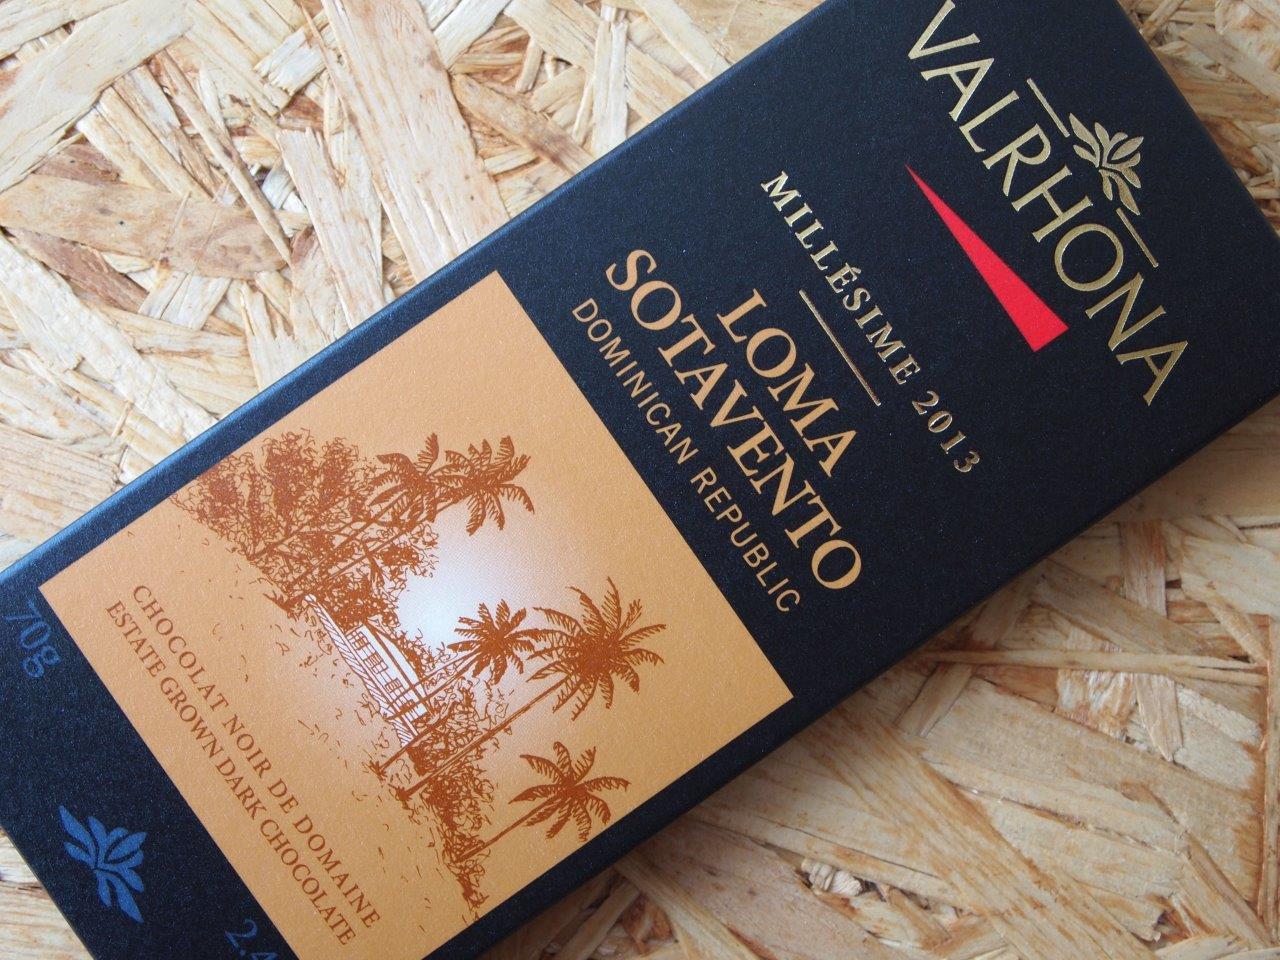 VALRHONA
MILLÉSIME 2013
LOMA
SOTAVENTO
DOMINICAN REPUBLIC
CHOCOLAT NOIR DE DOMAINE
ESTATE GROWN DARK CHOCOLATE
70g